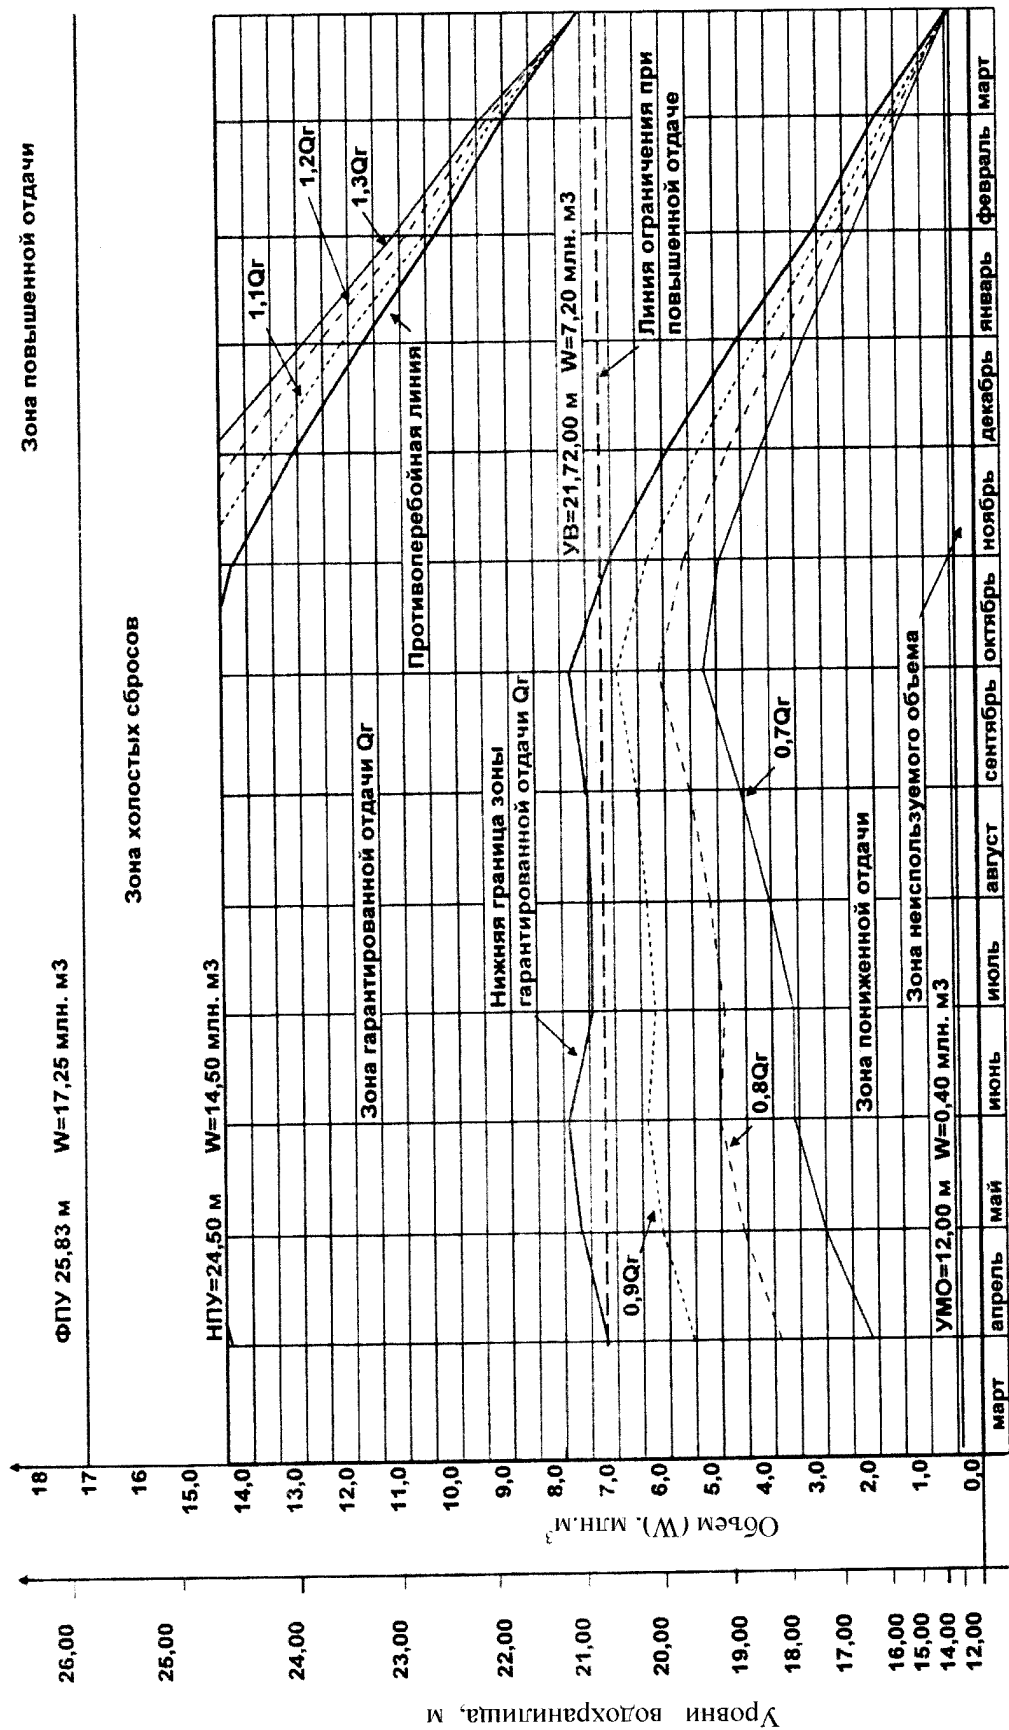 Зона повышенной отдачи
Зона холостых сбросов
ФПУ 25,83 м W=17,25 млн. м3
НПУ=24,50 м W=14,50 млн. м3
1,1Qг
1,2Qг
1,3Qг
Противоперебойная линия
Зона гарантированной отдачи Qг
Нижняя граница зоны
гарантированной отдачи Qг
УВ=21,72,00 м W=7,20 млн. м3
Линия ограничения при
повышенной отдаче
0,9Qг
0,8Qг
0,7Qг
Зона пониженной отдачи
Зона неиспользуемого объема
УМО=12,00 м W=0,40 млн. м3
Уровни водохранилища, м
26,00
25,00
24,00
23,00
22,00
21,00
20,00
19,00
18,00
16,00
15,00
14,00
12,00
Объем (W). млн.м³
18
17
16
15,0
14,0
13,0
12,0
11,0
10,0
9,0
8,0
7,0
6,0
5,0
4,0
3,0
2,0
1,0
0,0
март апрель май июнь июль август сентябрь октябрь ноябрь декабрь январь февраль март